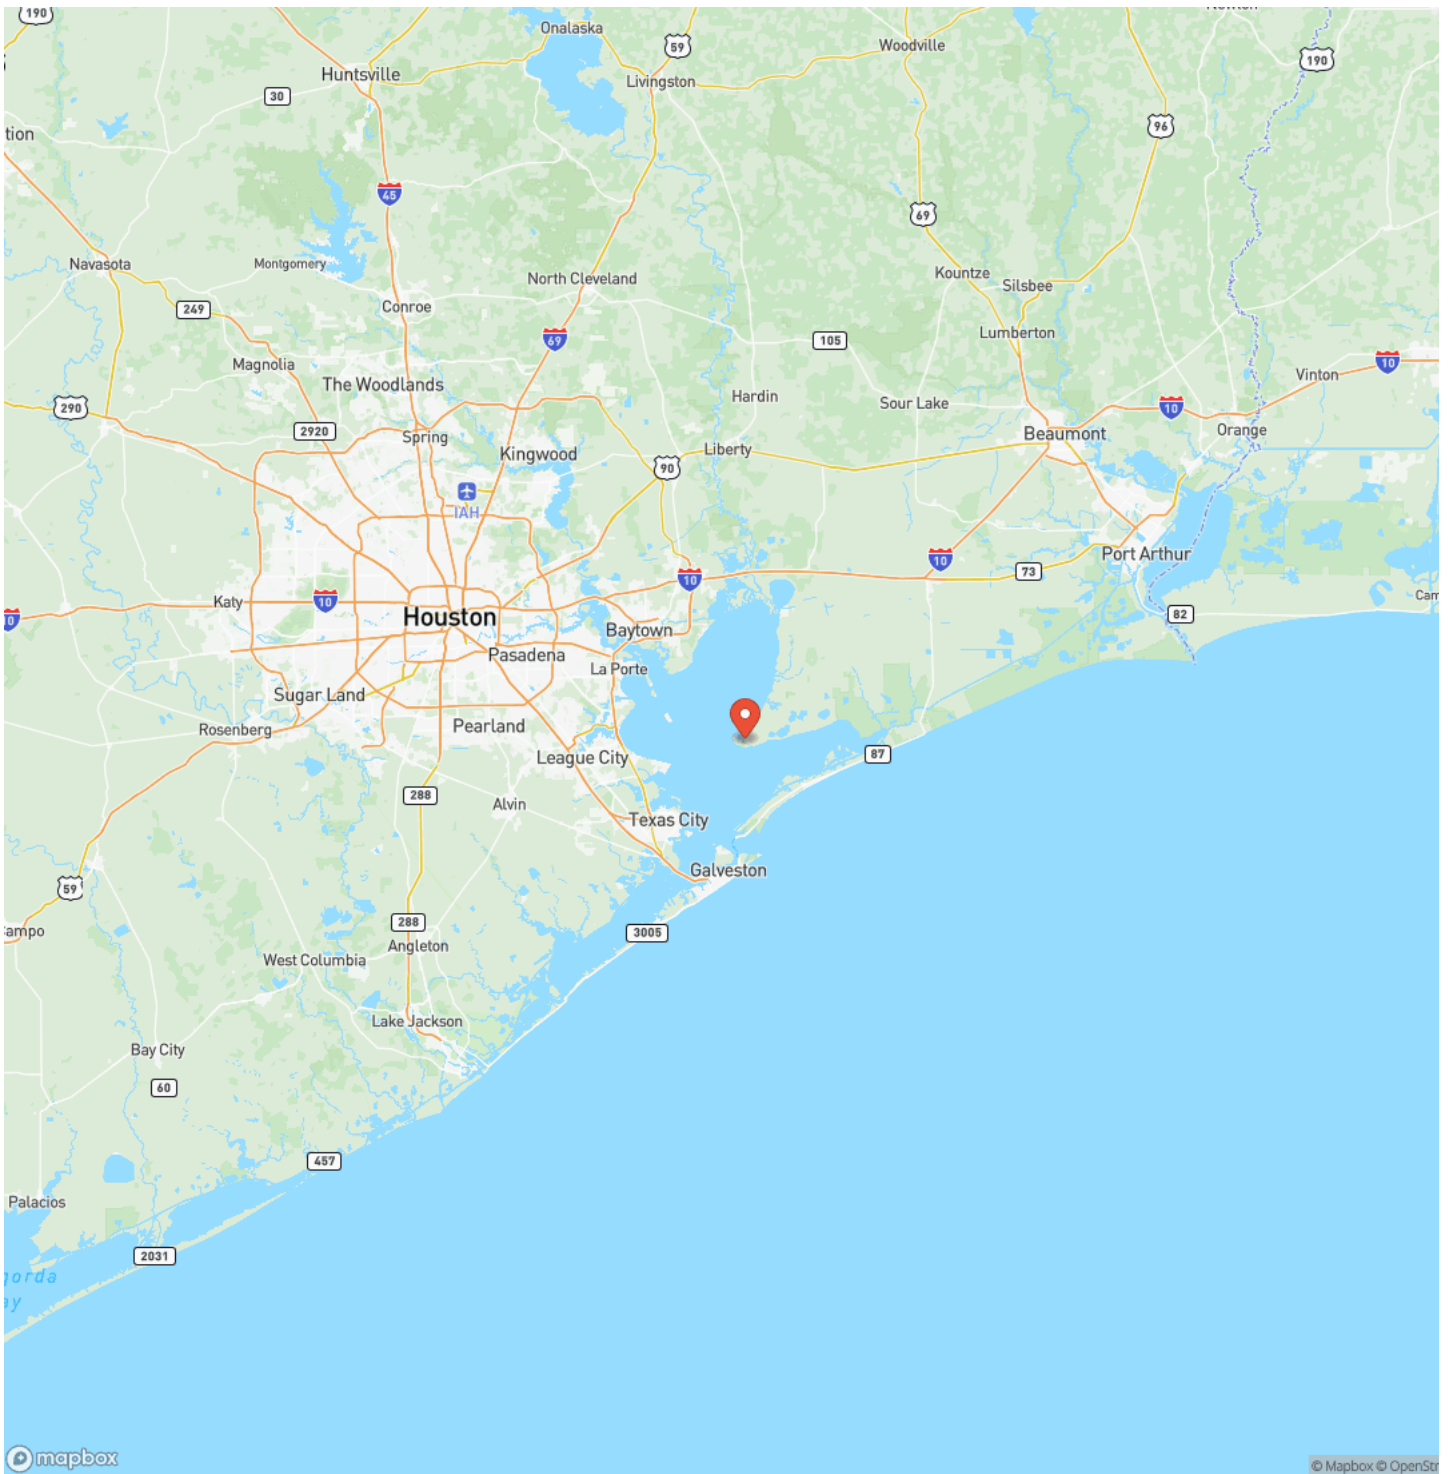 190
Onalaska
59
Woodville
190
Huntsville
Livingston
30
96
tion
45
69
Navasota
Montgomery
Kountze
North Cleveland
Silsbee
249
Conroe
Lumberton
69
105
10
Magnolia
Vinton
The Woodlands
Hardin
Sour Lake
290
10
2920
Spring
Orange
Beaumont
Kingwood
Liberty
90
IAH
Port Arthur
10
73
10
Cam
Katy
10
82
Houston
Baytown
Pasadena
La Porte
Sugar Land
Pearland
Rosenberg
League City
87
288
Alvin
Texas City
Galveston
59
288
3005
Campo
Angleton
West Columbia
Lake Jackson
Bay City
60
457
Palacios
2031
gorda
ay
mapbox
© Mapbox © OpenStr